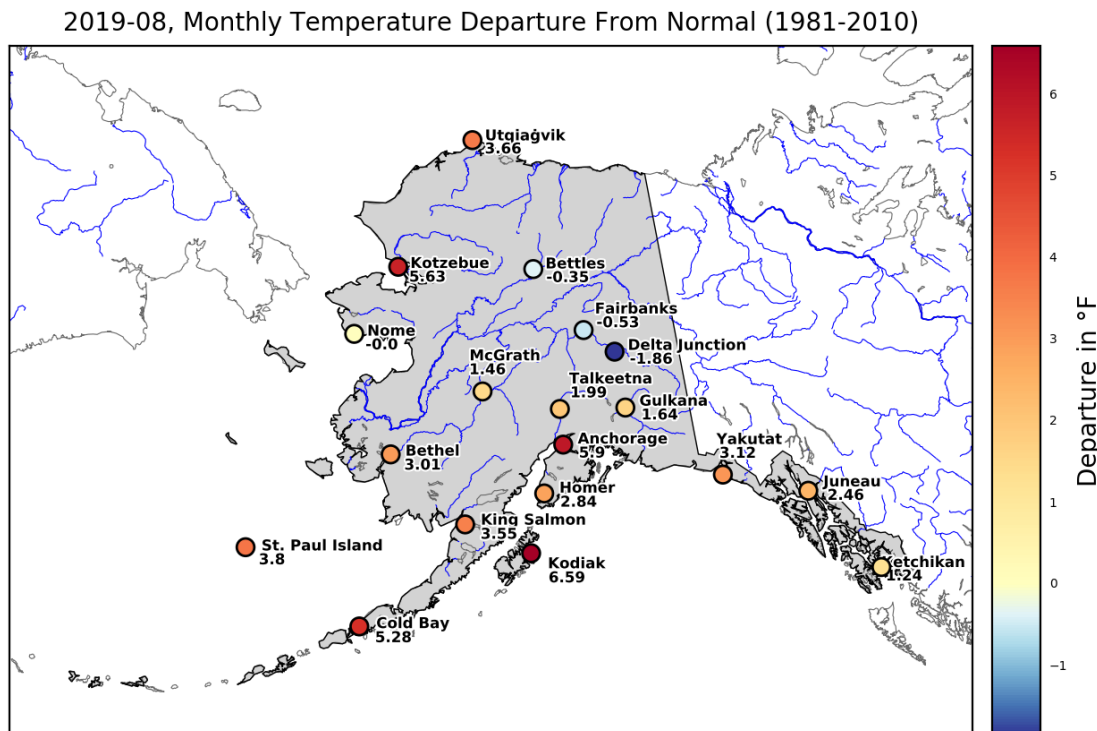 2019-08, Monthly Temperature Departure From Normal (1981-2010)
Utqiaġvik
3.66
Kotzebue
5.63
Bettles
-0.35
Fairbanks
-0.53
Nome
-0.0
Delta Junction
-1.86
McGrath
1.46
Talkeetna
1.99
Gulkana
1.64
Anchorage
5.9
Bethel
3.01
Yakutat
3.12
Juneau
2.46
Homer
2.84
King Salmon
3.55
St. Paul Island
3.8
Kodiak
6.59
Ketchikan
1.24
Cold Bay
5.28
6
5
4
3
2
1
0
−1
Departure in °F